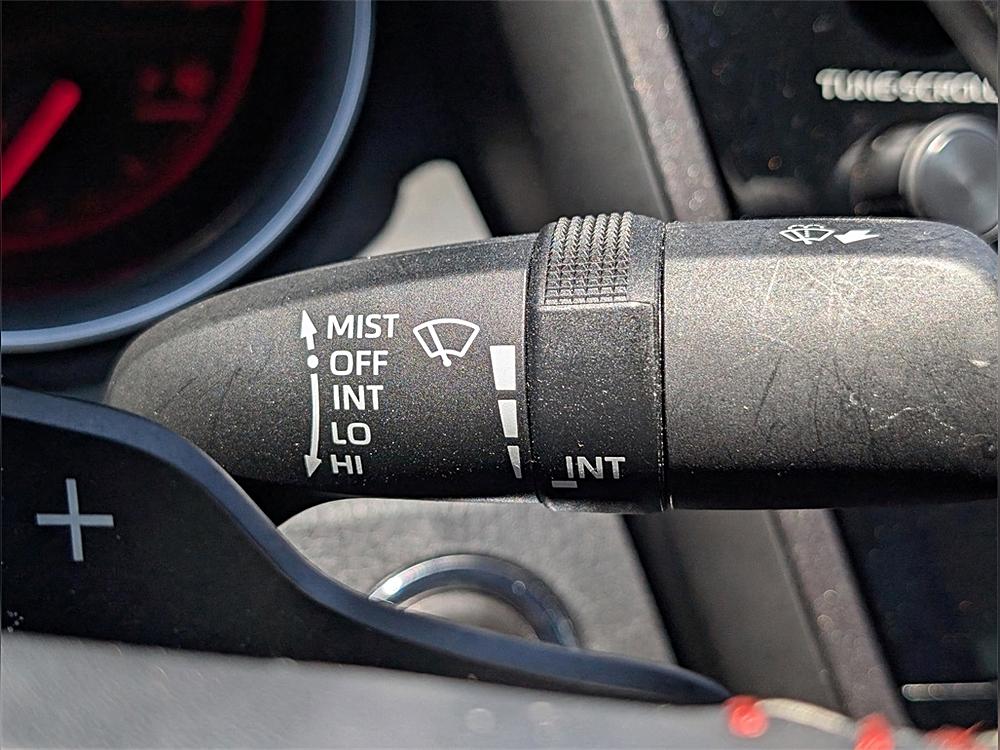 TUNE·SCROLL
MIST
OFF
INT
LO
HI
INT
+